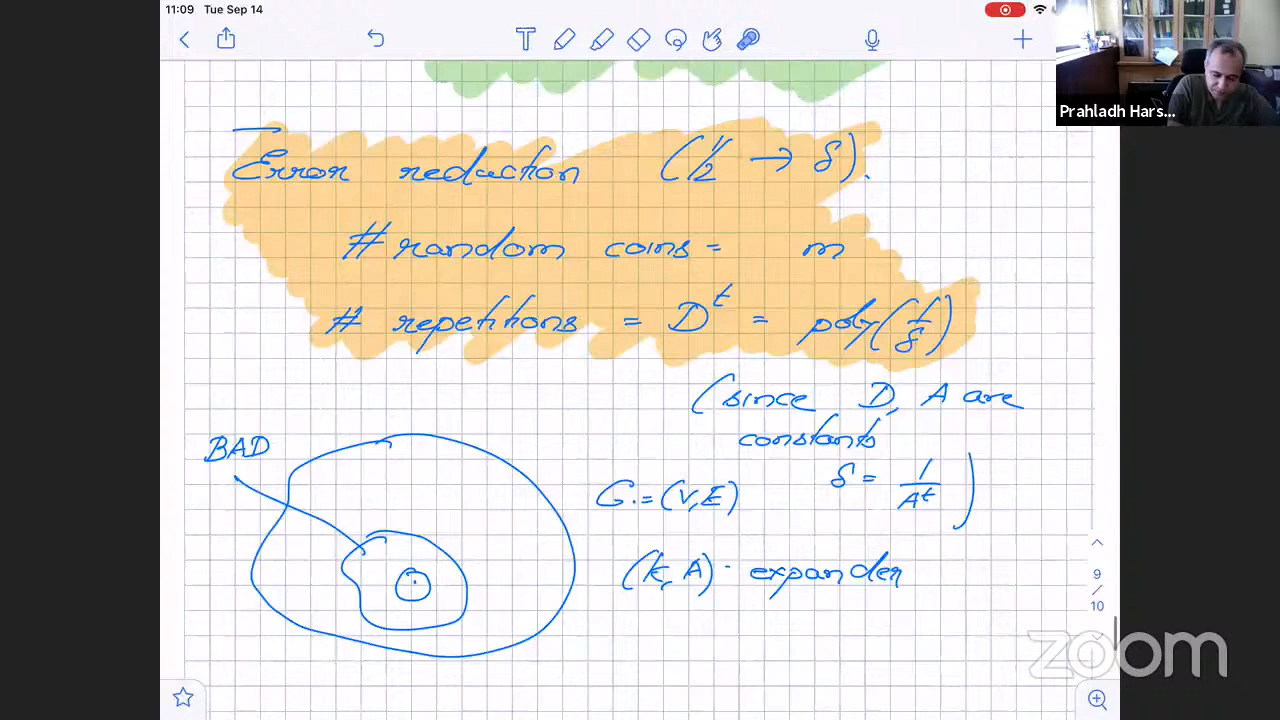 11:09 Tue Sep 14
Prahladh Hars...
Error reduction (1/2 → δ).
# random coins = m
# repetitions = D^t = poly(1/δ)
(since D, A are
constants
δ = 1/A^t)
BAD
G = (V, E)
(k, A) - expander
9
/
10
zoom